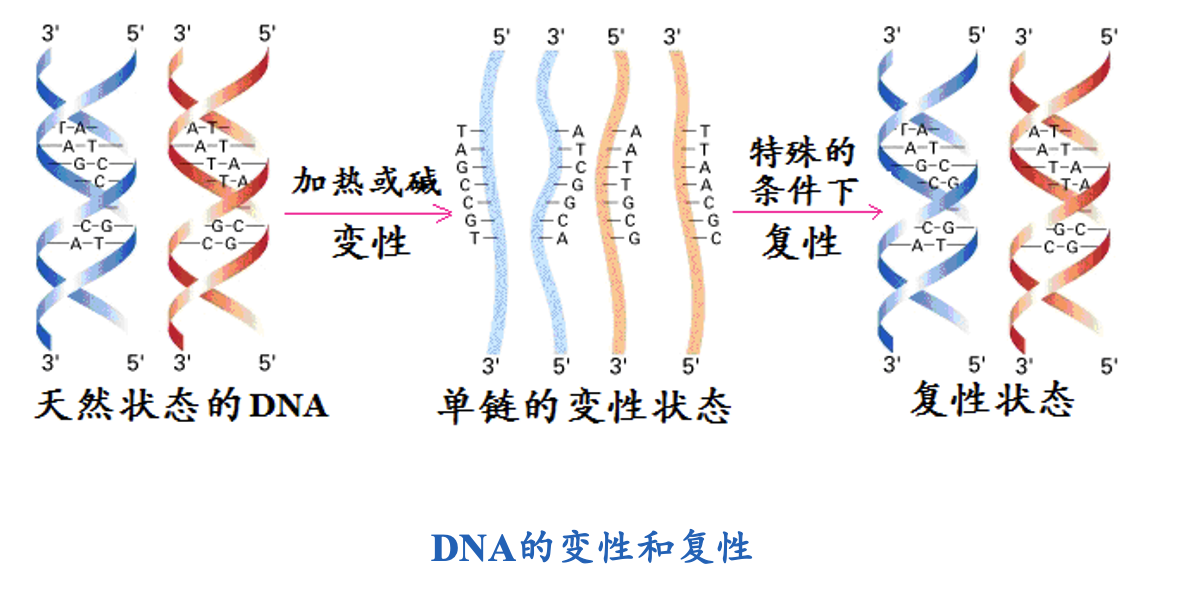 3' 5' 3' 5'
5' 3' 5' 3'
3' 5' 3' 5'
T-A
A-T
G-C
C
C-G
A-T
A-T
A-T
T-A
T-A
G-C
C-G
T
A
G
C
C
G
T
A
T
C
G
G
C
A
A
A
T
T
G
C
G
T
T
A
A
C
G
C
T-A
A-T
G-C
C-G
C-G
A-T
A-T
A-T
T-A
T-A
G-C
C-G
加热或碱
变性
特殊的
条件下
复性
3' 5' 3' 5'
3' 5' 3' 5'
3' 5' 3' 5'
天然状态的DNA
单链的变性状态
复性状态
DNA的变性和复性